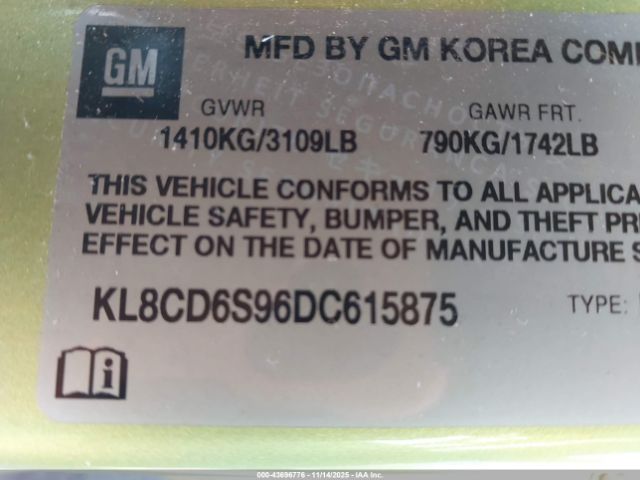 GM
MFD BY GM KOREA COM
GVWR GAWR FRT.
1410KG/3109LB 790KG/1742LB
THIS VEHICLE CONFORMS TO ALL APPLICA
VEHICLE SAFETY, BUMPER, AND THEFT PR
EFFECT ON THE DATE OF MANUFACTURE S
KL8CD6S96DC615875 TYPE:
000-43696776 - 11/14/2025 - IAA Inc.